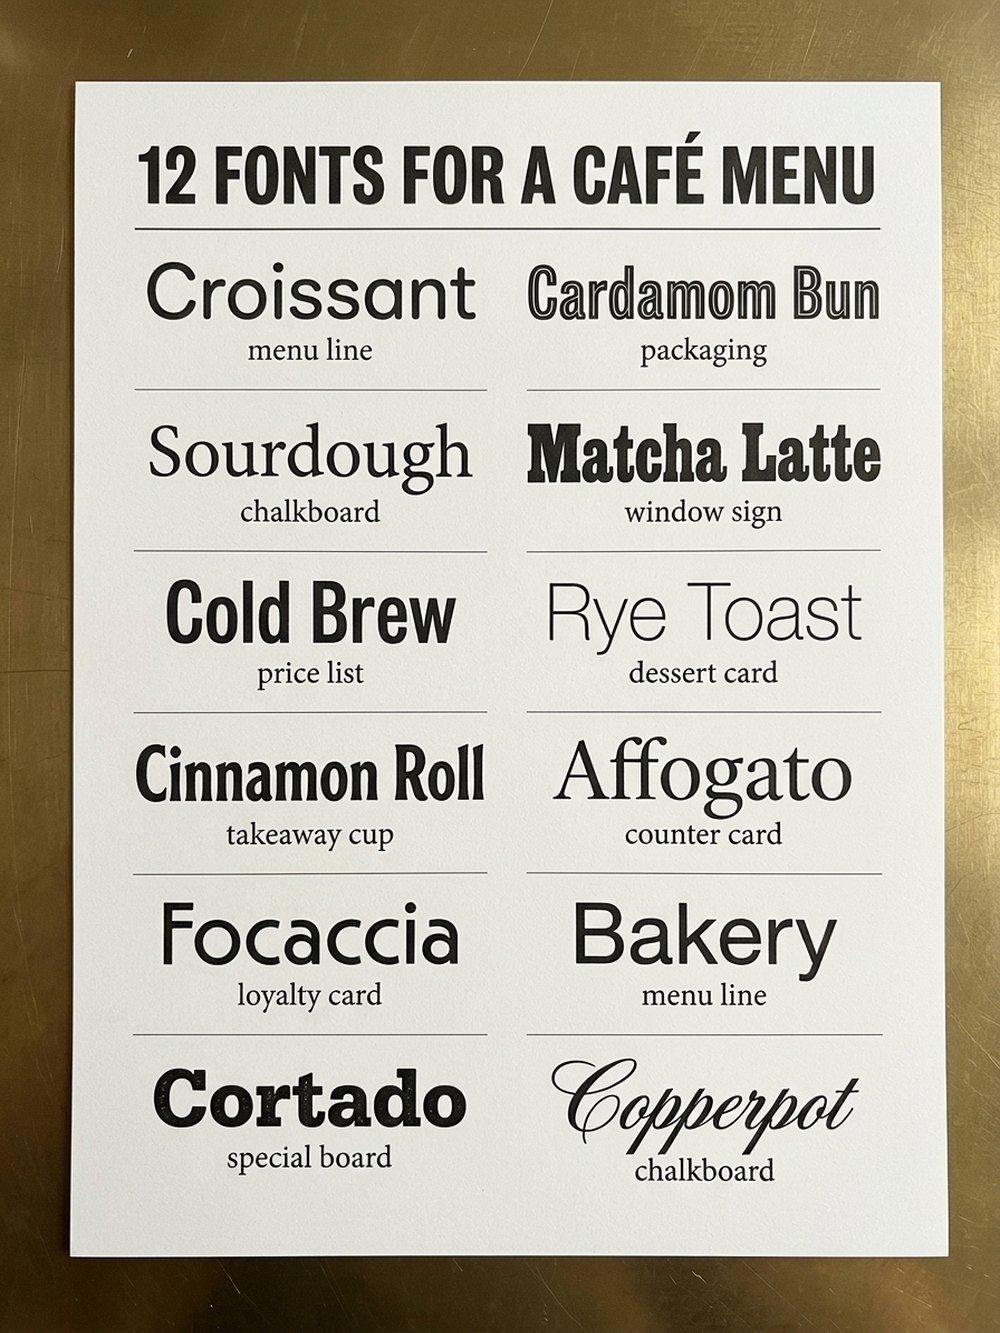 12 FONTS FOR A CAFÉ MENU
Croissant
menu line
Cardamom Bun
packaging
Sourdough
chalkboard
Matcha Latte
window sign
Cold Brew
price list
Rye Toast
dessert card
Cinnamon Roll
takeaway cup
Affogato
counter card
Focaccia
loyalty card
Bakery
menu line
Cortado
special board
Copperpot
chalkboard